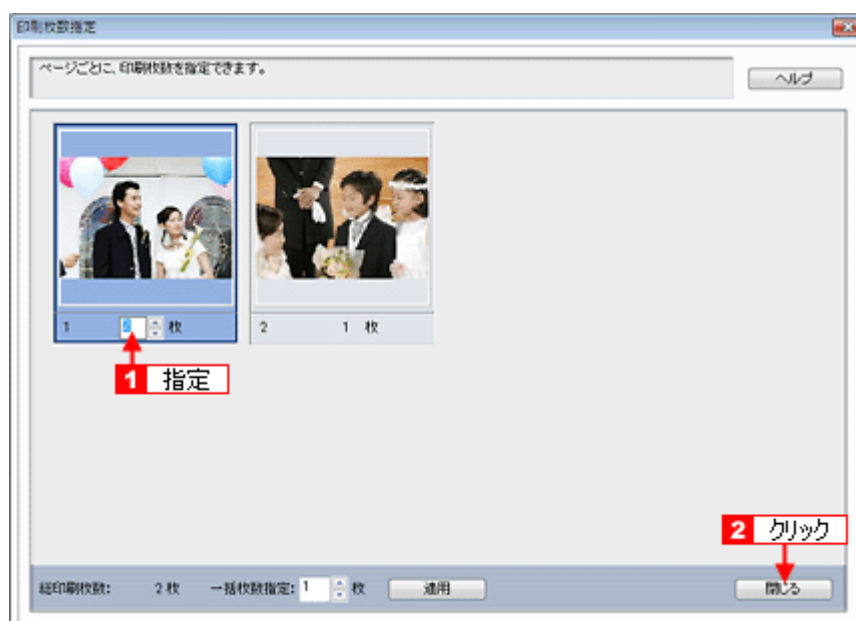 印刷枚数指定
ページごとに、印刷枚数を指定できます。
ヘルプ
1 枚
2 1 枚
1 指定
2 クリック
総印刷枚数: 2 枚 一括枚数指定: 1 枚 適用 閉じる